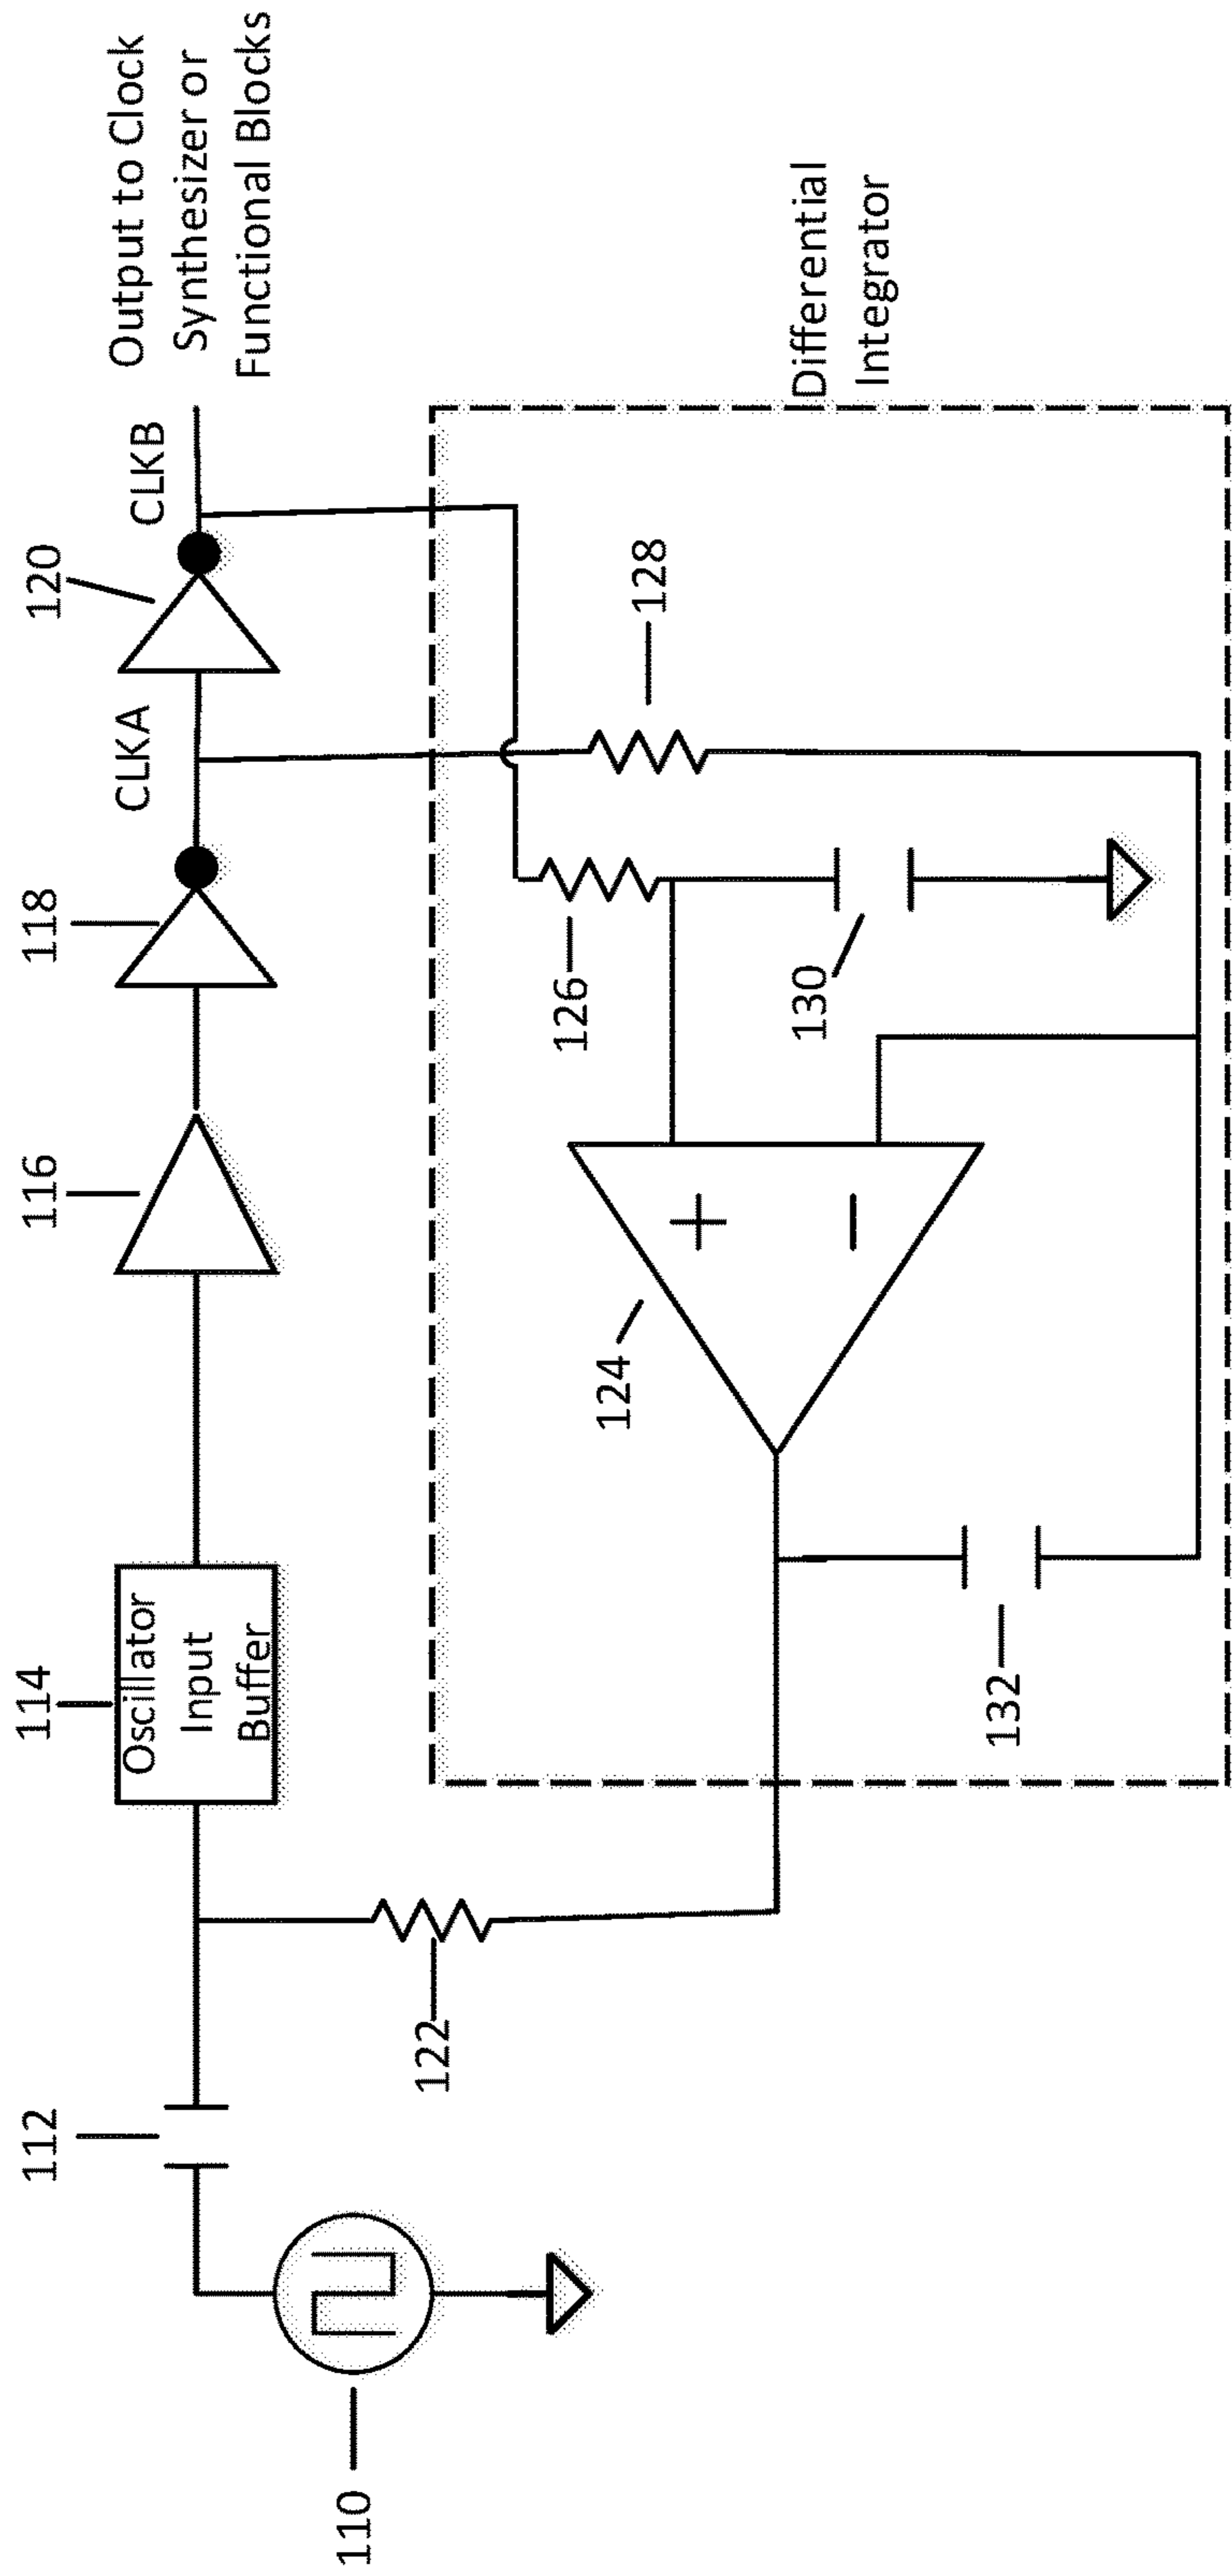 110
112
122
114
Oscillator
Input
Buffer
116
118
CLKA
120
CLKB
Output to Clock
Synthesizer or
Functional Blocks
132
124
+
−
126
130
128
Differential
Integrator